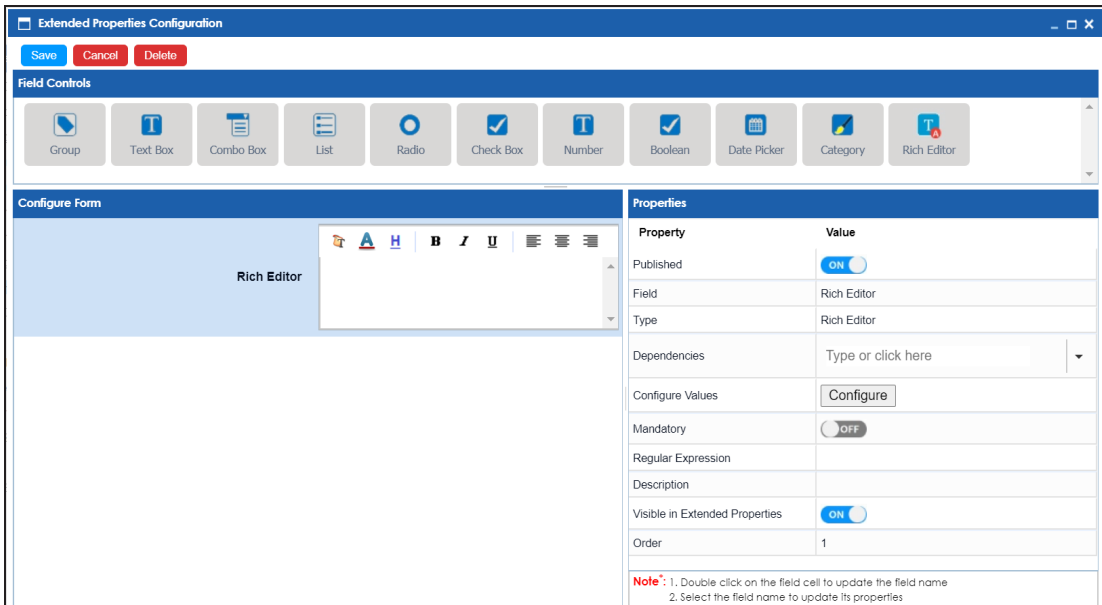 Extended Properties Configuration
Save Cancel Delete
Field Controls
Group Text Box Combo Box List Radio Check Box Number Boolean Date Picker Category Rich Editor
Configure Form
Rich Editor
A H B I U
Properties
Property Value
Published ON
Field Rich Editor
Type Rich Editor
Dependencies Type or click here
Configure Values Configure
Mandatory OFF
Regular Expression
Description
Visible in Extended Properties ON
Order 1
Note*: 1. Double click on the field cell to update the field name
2. Select the field name to update its properties